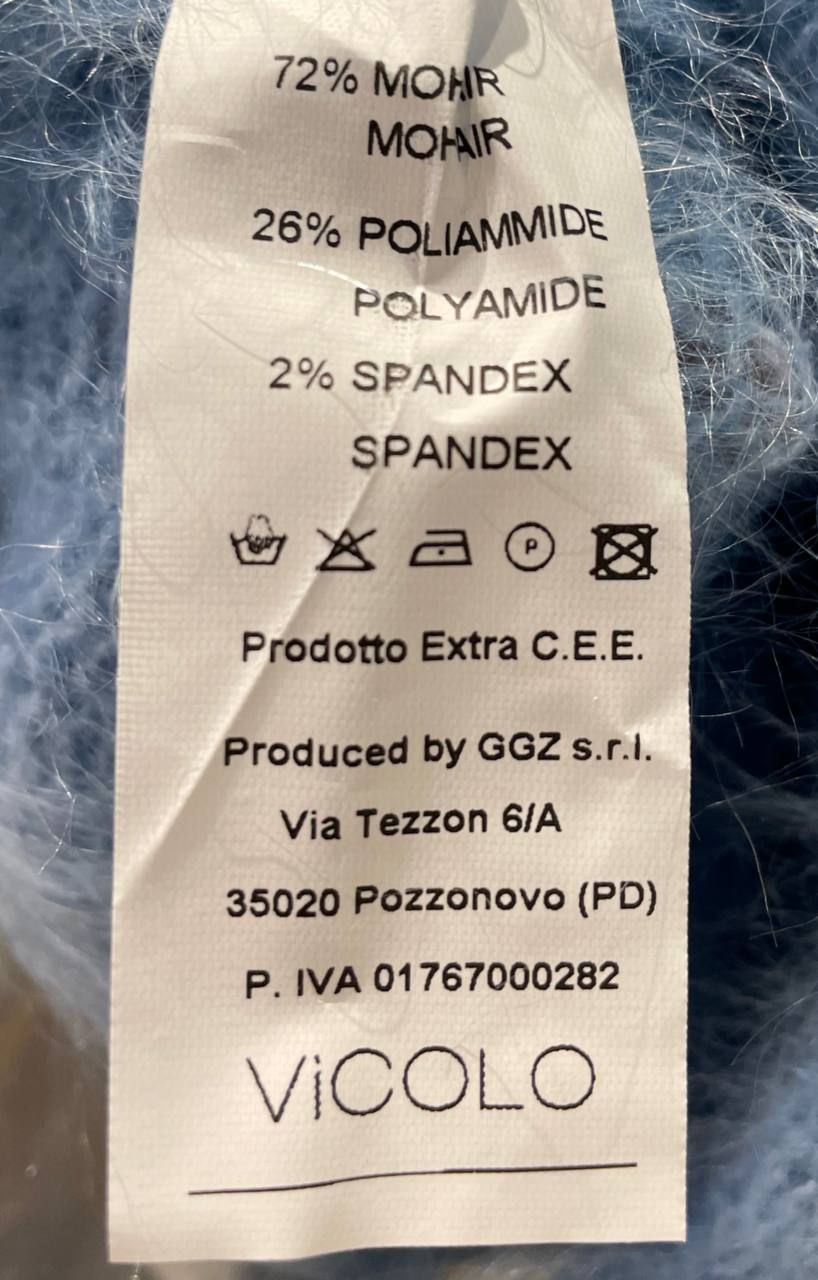 72% MOHR
MOHAIR
26% POLIAMMIDE
POLYAMIDE
2% SPANDEX
SPANDEX
P
Prodotto Extra C.E.E.
Produced by GGZ s.r.l.
Via Tezzon 6/A
35020 Pozzonovo (PD)
P. IVA 01767000282
ViCOLO